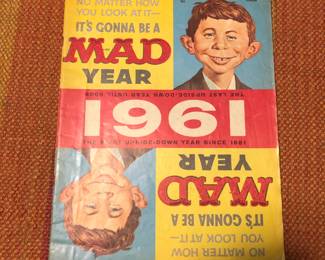 NO MATTER HOW
YOU LOOK AT IT—
IT'S GONNA BE A
MAD
YEAR
THE LAST UPSIDE-DOWN YEAR UNTIL 6009
1961
THE FIRST UPSIDE-DOWN YEAR SINCE 1881
NO MATTER HOW
YOU LOOK AT IT—
IT'S GONNA BE A
MAD
YEAR